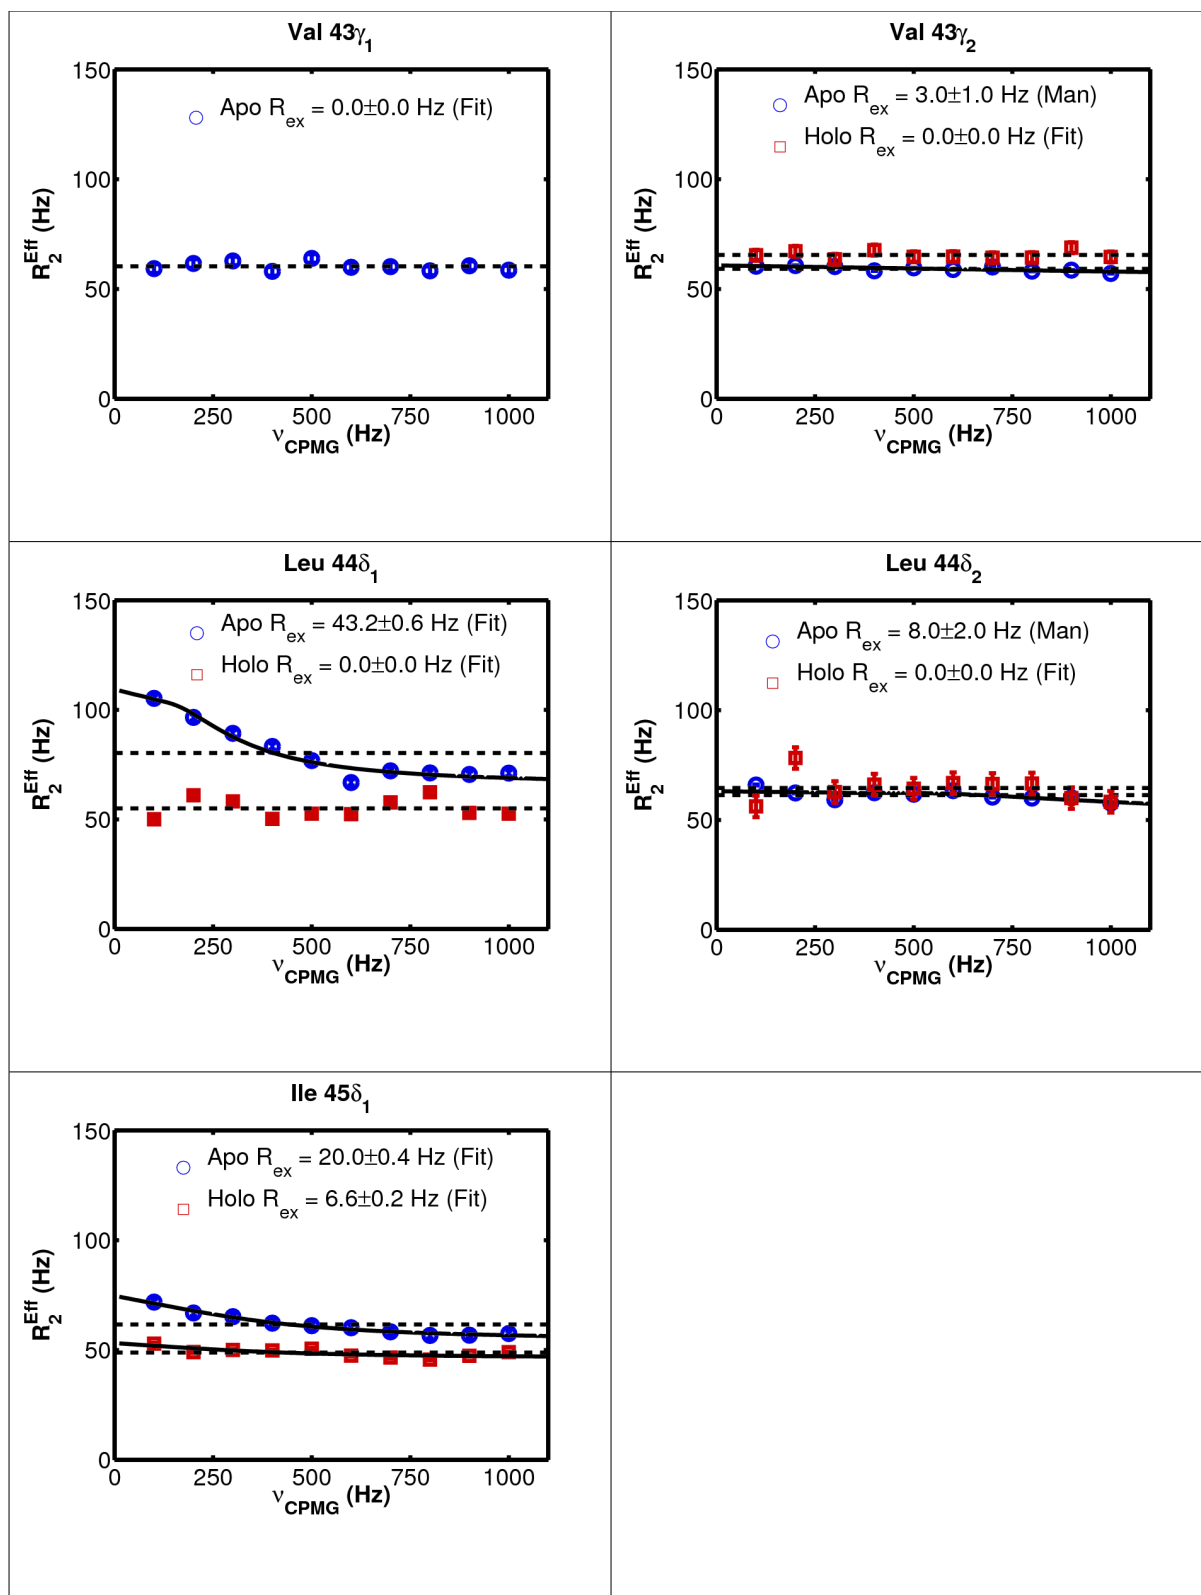 Val 43γ1
Apo Rex = 0.0±0.0 Hz (Fit)
150
100
50
0
R2Eff (Hz)
0 250 500 750 1000
νCPMG (Hz)
Val 43γ2
Apo Rex = 3.0±1.0 Hz (Man)
Holo Rex = 0.0±0.0 Hz (Fit)
150
100
50
0
R2Eff (Hz)
0 250 500 750 1000
νCPMG (Hz)
Leu 44δ1
Apo Rex = 43.2±0.6 Hz (Fit)
Holo Rex = 0.0±0.0 Hz (Fit)
150
100
50
0
R2Eff (Hz)
0 250 500 750 1000
νCPMG (Hz)
Leu 44δ2
Apo Rex = 8.0±2.0 Hz (Man)
Holo Rex = 0.0±0.0 Hz (Fit)
150
100
50
0
R2Eff (Hz)
0 250 500 750 1000
νCPMG (Hz)
Ile 45δ1
Apo Rex = 20.0±0.4 Hz (Fit)
Holo Rex = 6.6±0.2 Hz (Fit)
150
100
50
0
R2Eff (Hz)
0 250 500 750 1000
νCPMG (Hz)